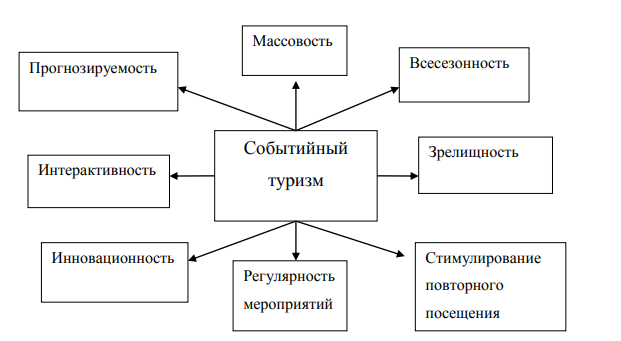 Массовость
Прогнозируемость
Всесезонность
Событийный
туризм
Интерактивность
Зрелищность
Инновационность
Регулярность
мероприятий
Стимулирование
повторного
посещения